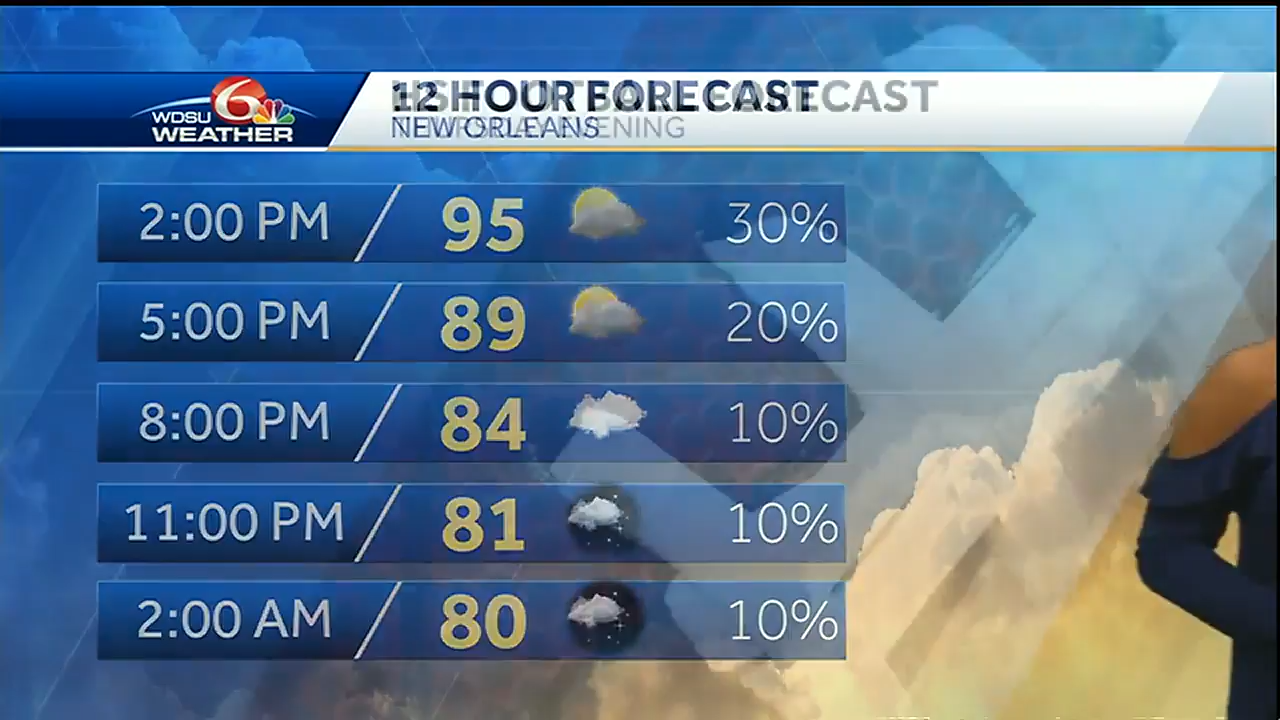 WDSU 6
WEATHER
12 HOUR FORECAST
NEW ORLEANS
2:00 PM 95 30%
5:00 PM 89 20%
8:00 PM 84 10%
11:00 PM 81 10%
2:00 AM 80 10%